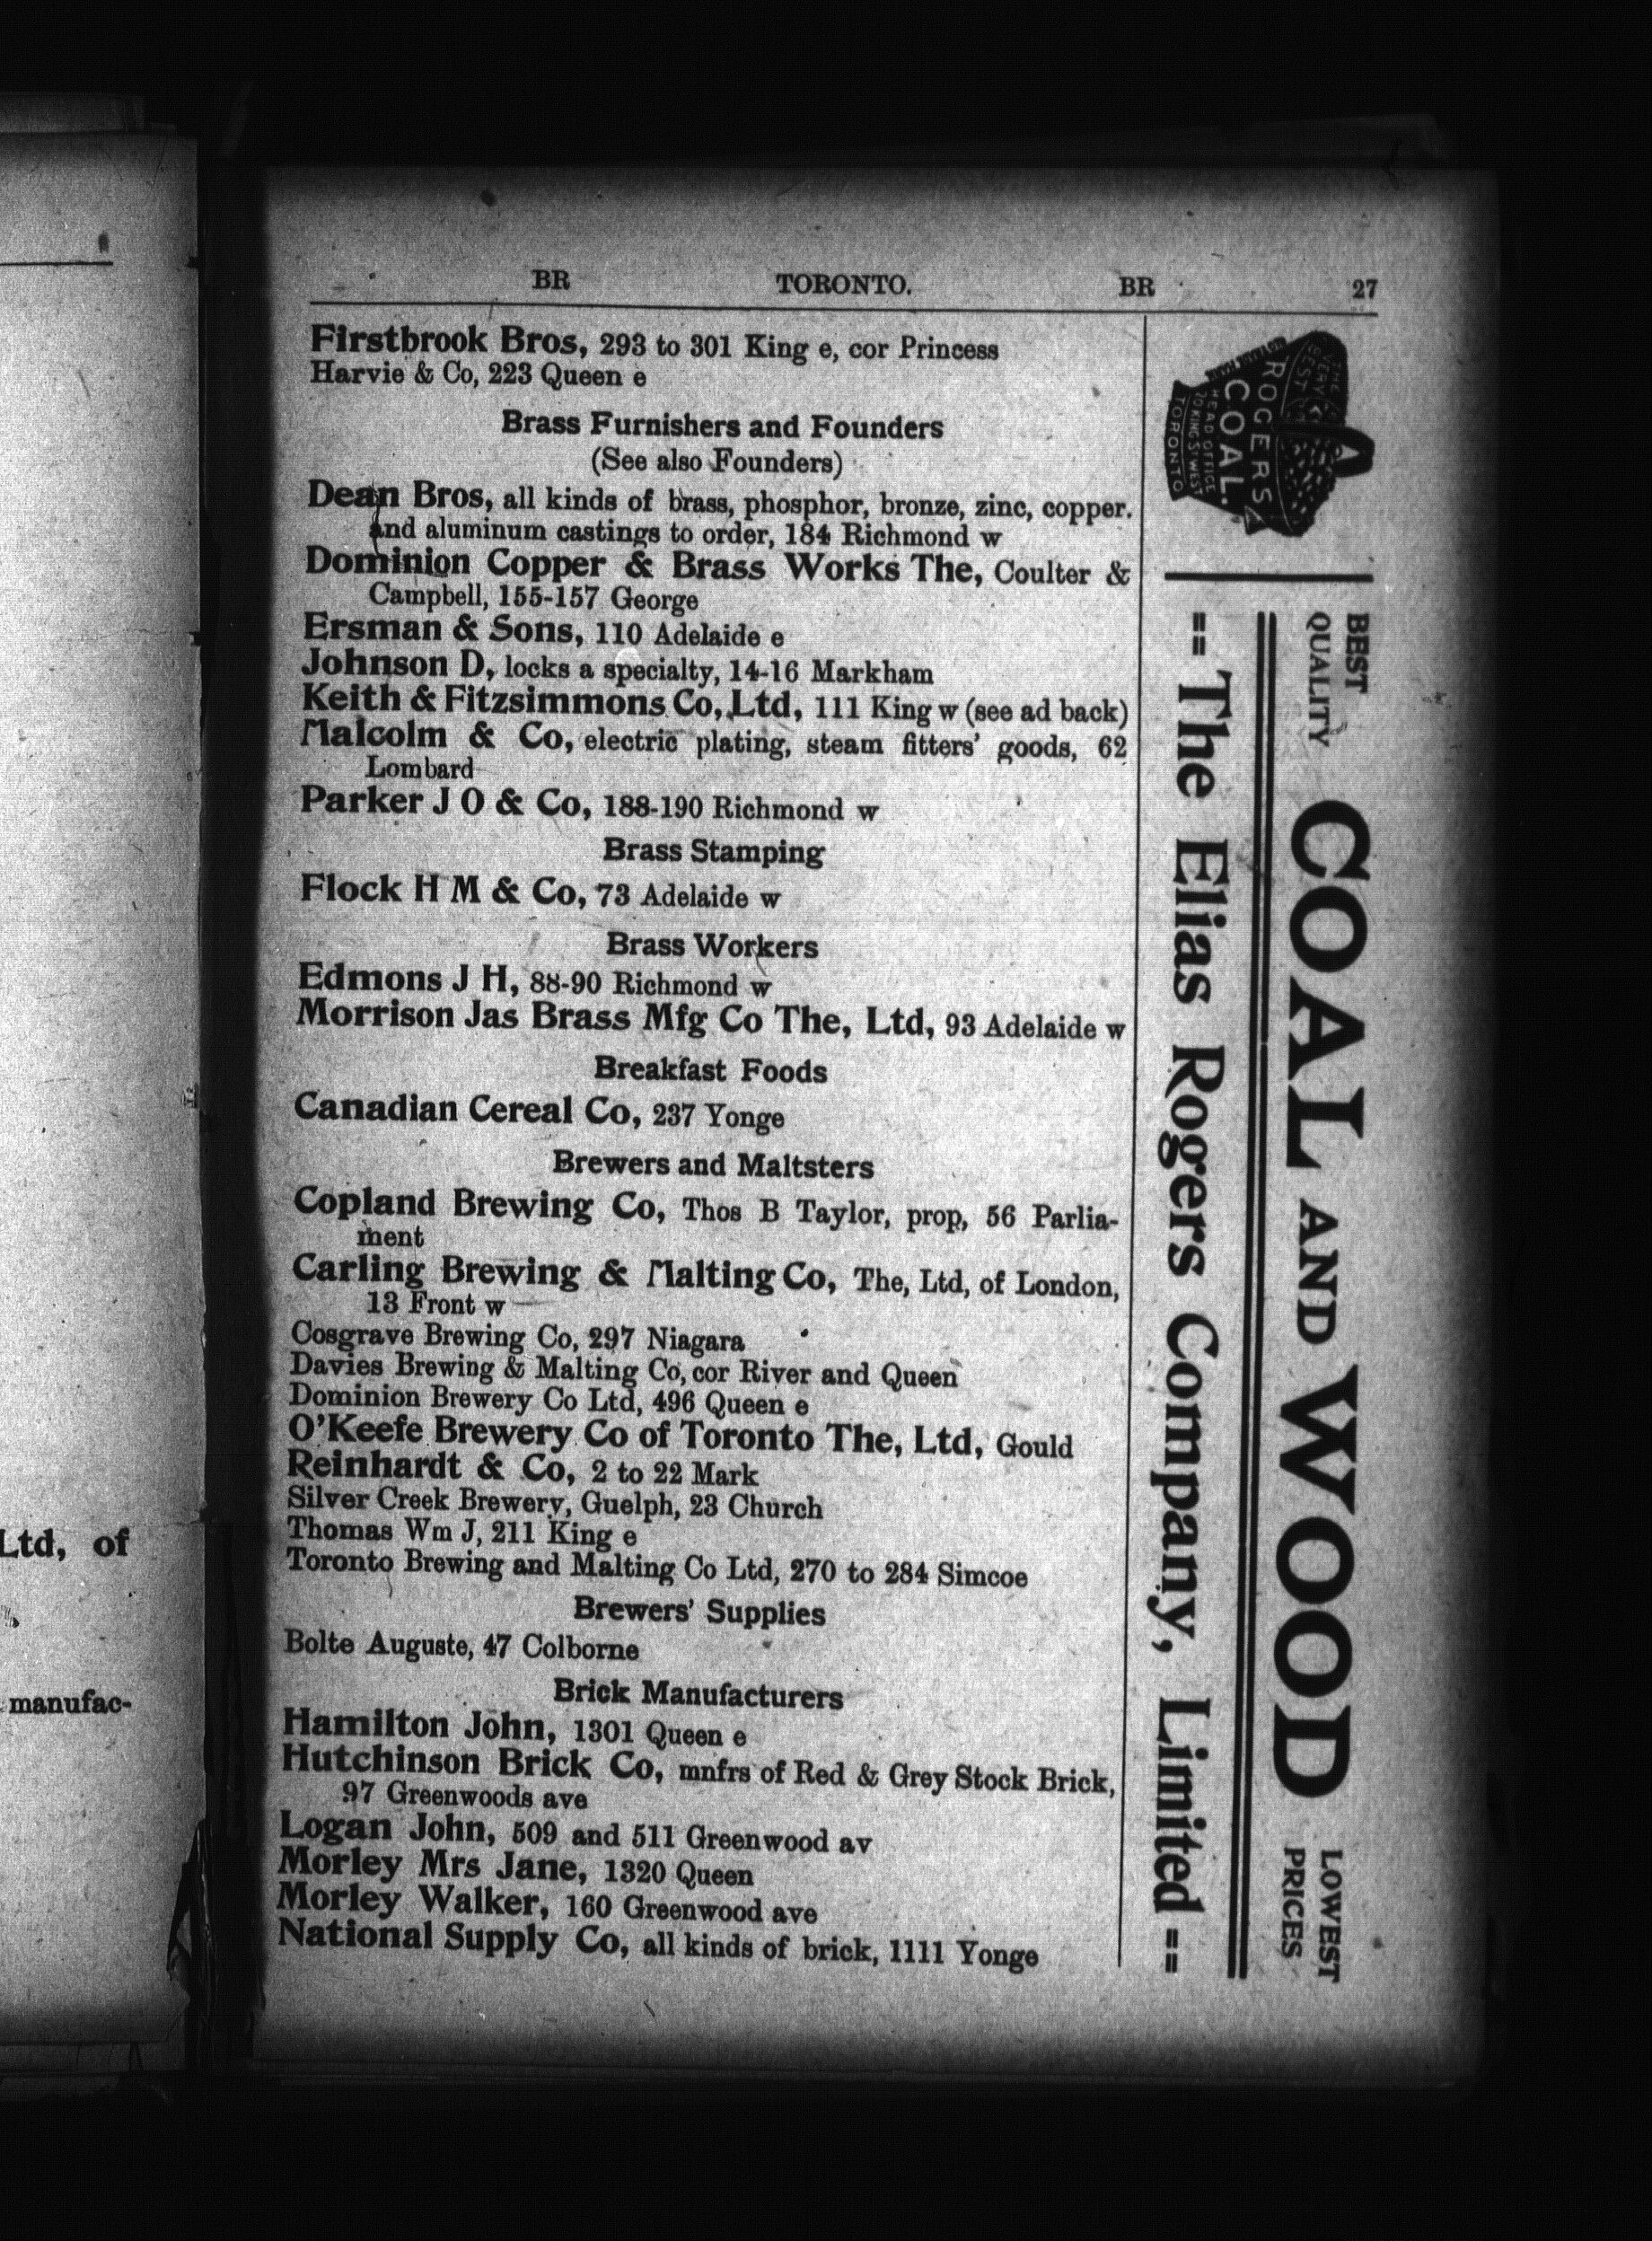 Ltd, of
manufac-
BR TORONTO. BR 27
Firstbrook Bros, 293 to 301 King e, cor Princess
Harvie & Co, 223 Queen e
Brass Furnishers and Founders
(See also Founders)
Dean Bros, all kinds of brass, phosphor, bronze, zinc, copper.
and aluminum castings to order, 184 Richmond w
Dominion Copper & Brass Works The, Coulter &
Campbell, 155-157 George
Ersman & Sons, 110 Adelaide e
Johnson D, locks a specialty, 14-16 Markham
Keith & Fitzsimmons Co, Ltd, 111 King w (see ad back)
Malcolm & Co, electric plating, steam fitters' goods, 62
Lombard
Parker J O & Co, 188-190 Richmond w
Brass Stamping
Flock H M & Co, 73 Adelaide w
Brass Workers
Edmons J H, 88-90 Richmond w
Morrison Jas Brass Mfg Co The, Ltd, 93 Adelaide w
Breakfast Foods
Canadian Cereal Co, 237 Yonge
Brewers and Maltsters
Copland Brewing Co, Thos B Taylor, prop, 56 Parlia-
ment
Carling Brewing & Malting Co, The, Ltd, of London,
13 Front w
Cosgrave Brewing Co, 297 Niagara
Davies Brewing & Malting Co, cor River and Queen
Dominion Brewery Co Ltd, 496 Queen e
O'Keefe Brewery Co of Toronto The, Ltd, Gould
Reinhardt & Co, 2 to 22 Mark
Silver Creek Brewery, Guelph, 23 Church
Thomas Wm J, 211 King e
Toronto Brewing and Malting Co Ltd, 270 to 284 Simcoe
Brewers' Supplies
Bolte Auguste, 47 Colborne
Brick Manufacturers
Hamilton John, 1301 Queen e
Hutchinson Brick Co, mnfrs of Red & Grey Stock Brick,
97 Greenwoods ave
Logan John, 509 and 511 Greenwood av
Morley Mrs Jane, 1320 Queen
Morley Walker, 160 Greenwood ave
National Supply Co, all kinds of brick, 1111 Yonge
THE
VERY
BEST
ROGERS
COAL.
HEAD OFFICE
20 KING ST WEST
TORONTO
BEST
QUALITY
COAL AND WOOD
LOWEST
PRICES
== The Elias Rogers Company, Limited ==